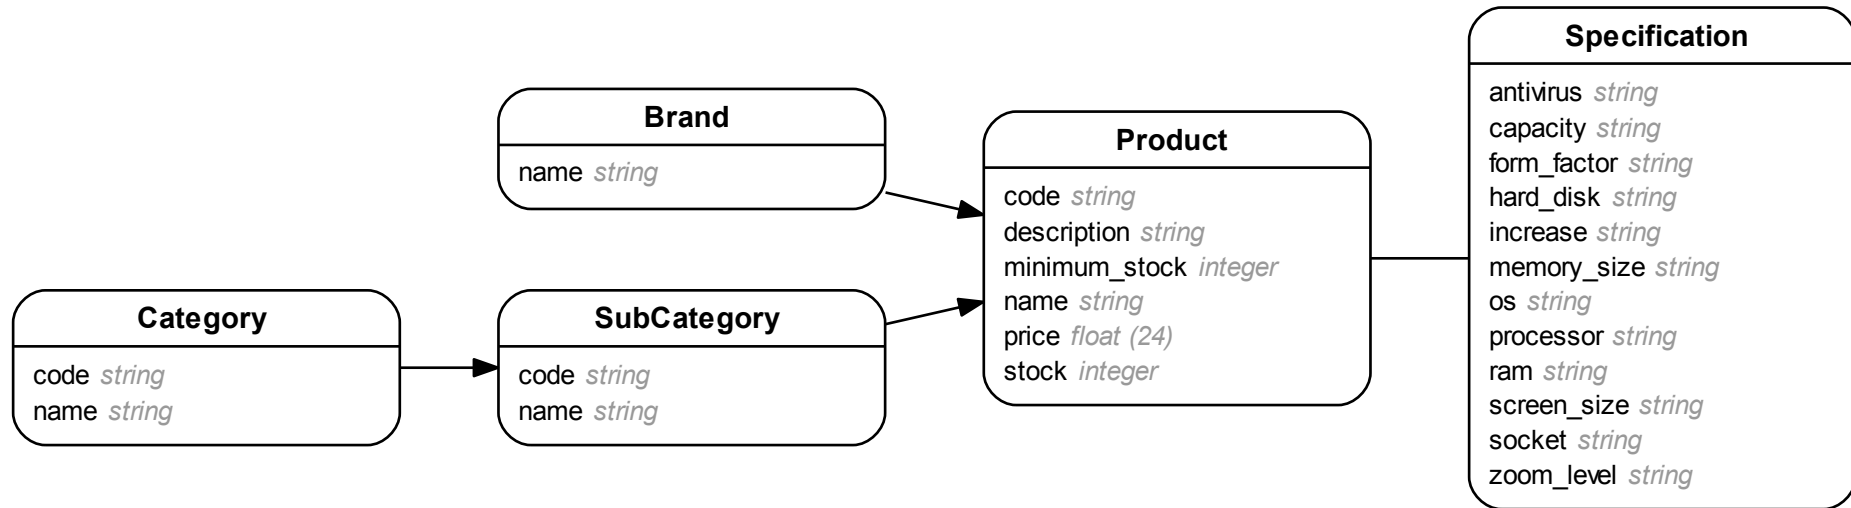 Category
code string
name string
Brand
name string
SubCategory
code string
name string
Product
code string
description string
minimum_stock integer
name string
price float (24)
stock integer
Specification
antivirus string
capacity string
form_factor string
hard_disk string
increase string
memory_size string
os string
processor string
ram string
screen_size string
socket string
zoom_level string